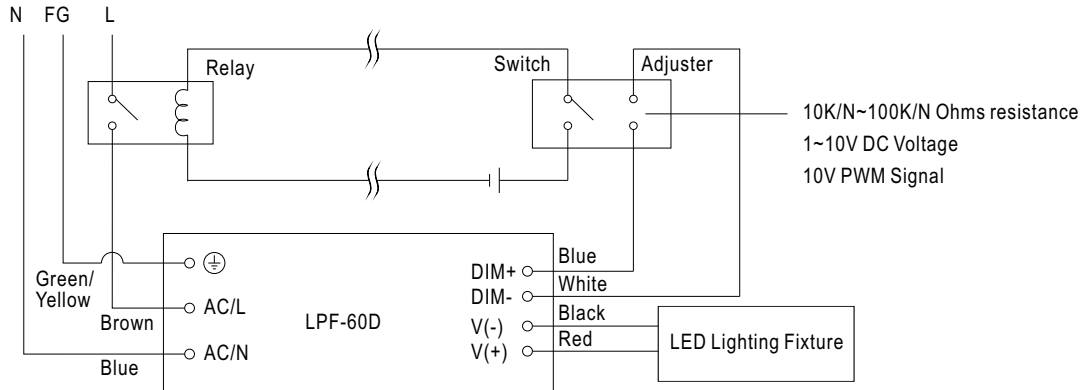 N FG L
Relay
Switch
Adjuster
10K/N~100K/N Ohms resistance
1~10V DC Voltage
10V PWM Signal
Green/
Yellow
Brown
Blue
AC/L
AC/N
LPF-60D
DIM+
DIM-
V(-)
V(+)
Blue
White
Black
Red
LED Lighting Fixture